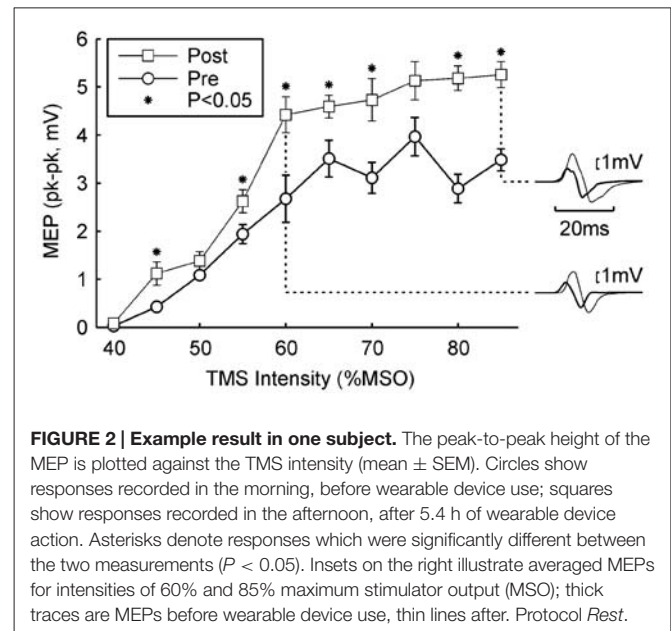 Post
Pre
* P<0.05
MEP (pk-pk, mV)
6
5
4
3
2
1
0
40
50
60
70
80
TMS Intensity (%MSO)
1mV
20ms
1mV
FIGURE 2 | Example result in one subject. The peak-to-peak height of the
MEP is plotted against the TMS intensity (mean ± SEM). Circles show
responses recorded in the morning, before wearable device use; squares
show responses recorded in the afternoon, after 5.4 h of wearable device
action. Asterisks denote responses which were significantly different between
the two measurements (P < 0.05). Insets on the right illustrate averaged MEPs
for intensities of 60% and 85% maximum stimulator output (MSO); thick
traces are MEPs before wearable device use, thin lines after. Protocol Rest.